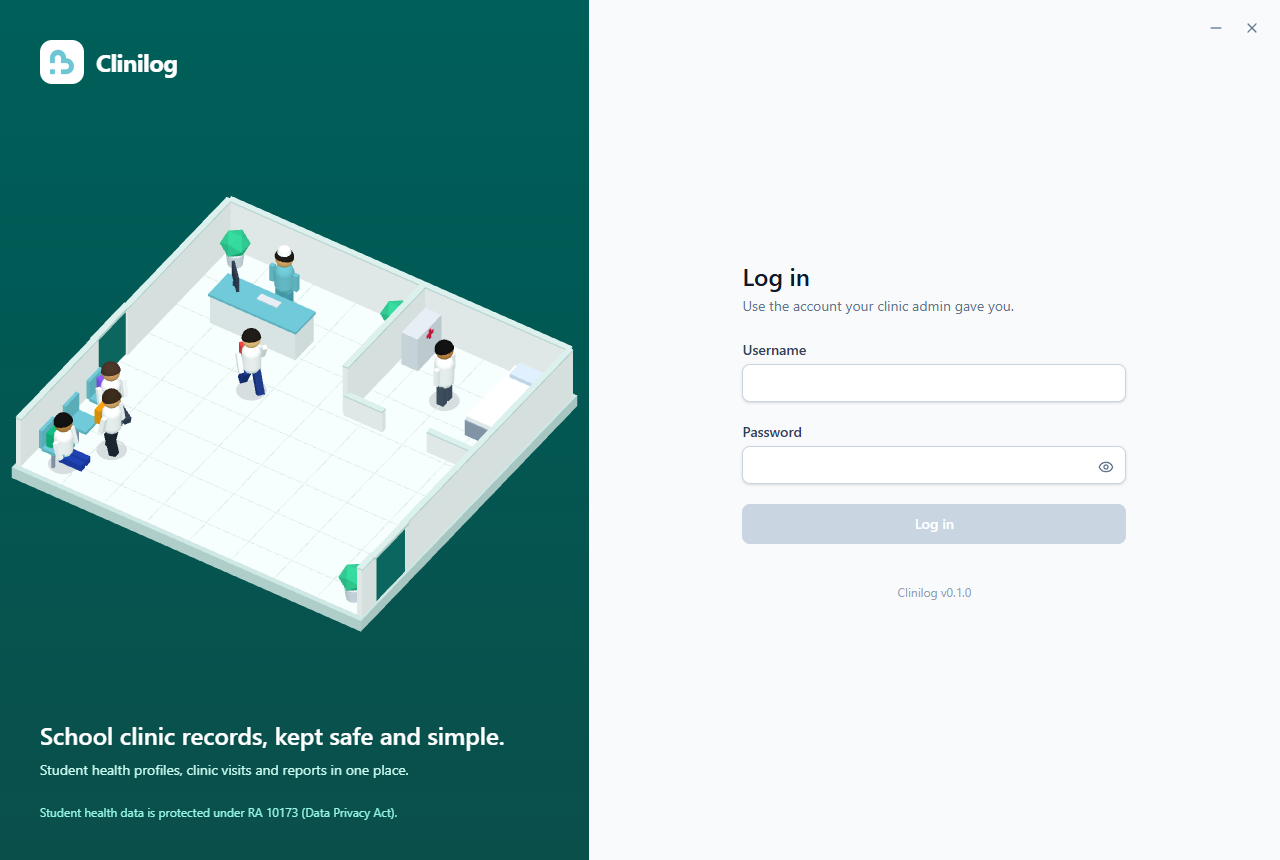 Clinilog
School clinic records, kept safe and simple.
Student health profiles, clinic visits and reports in one place.
Student health data is protected under RA 10173 (Data Privacy Act).
Log in
Use the account your clinic admin gave you.
Username
Password
Log in
Clinilog v0.1.0